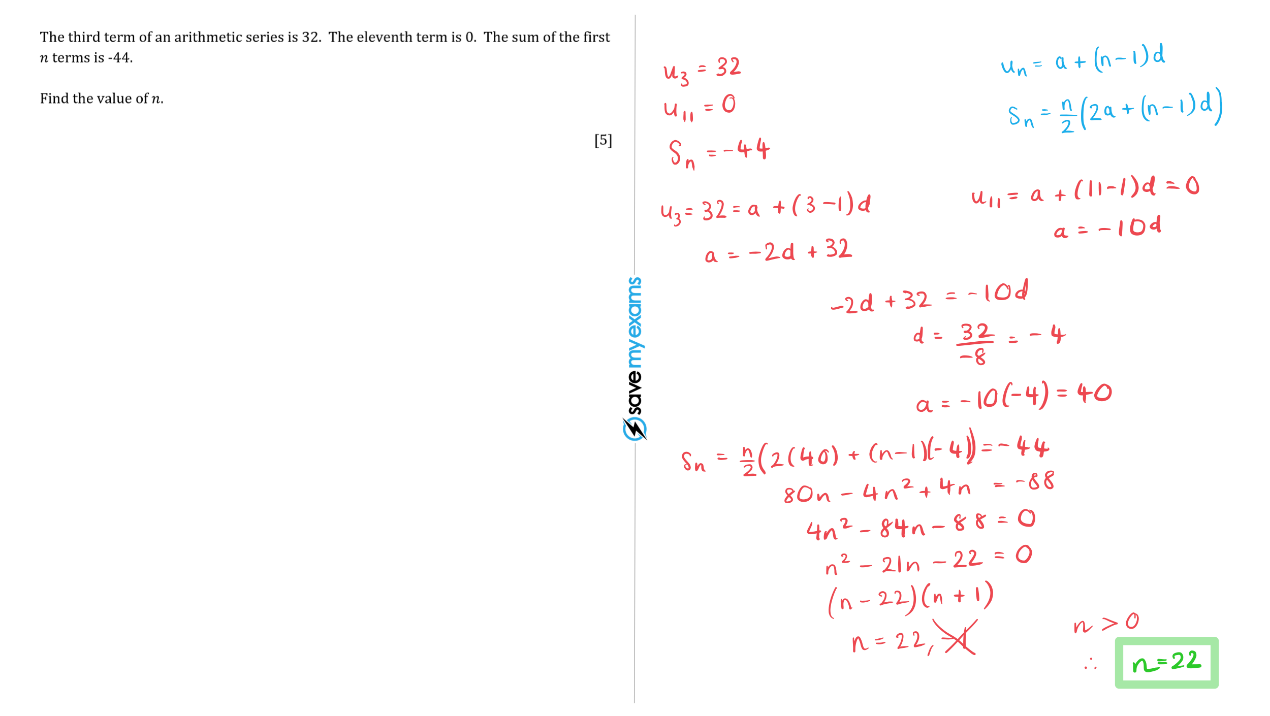 The third term of an arithmetic series is 32. The eleventh term is 0. The sum of the first
n terms is -44.
Find the value of n.
[5]
savemyexams
u₃ = 32
u₁₁ = 0
Sₙ = -44
uₙ = a + (n-1)d
Sₙ = n/2 (2a + (n-1)d)
u₃ = 32 = a + (3-1)d
a = -2d + 32
u₁₁ = a + (11-1)d = 0
a = -10d
-2d + 32 = -10d
d = 32/-8 = -4
a = -10(-4) = 40
Sₙ = n/2 (2(40) + (n-1)(-4)) = -44
80n - 4n² + 4n = -88
4n² - 84n - 88 = 0
n² - 21n - 22 = 0
(n - 22)(n + 1)
n = 22, -1
n > 0
∴ n=22